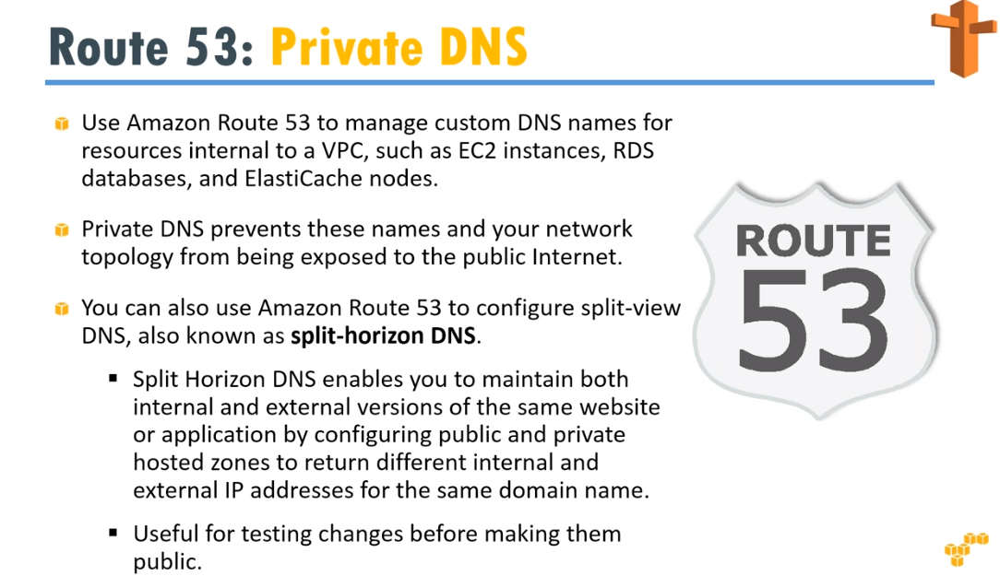 Route 53: Private DNS
Use Amazon Route 53 to manage custom DNS names for
resources internal to a VPC, such as EC2 instances, RDS
databases, and ElastiCache nodes.
Private DNS prevents these names and your network
topology from being exposed to the public Internet.
You can also use Amazon Route 53 to configure split-view
DNS, also known as split-horizon DNS.
Split Horizon DNS enables you to maintain both
internal and external versions of the same website
or application by configuring public and private
hosted zones to return different internal and
external IP addresses for the same domain name.
Useful for testing changes before making them
public.
ROUTE
53